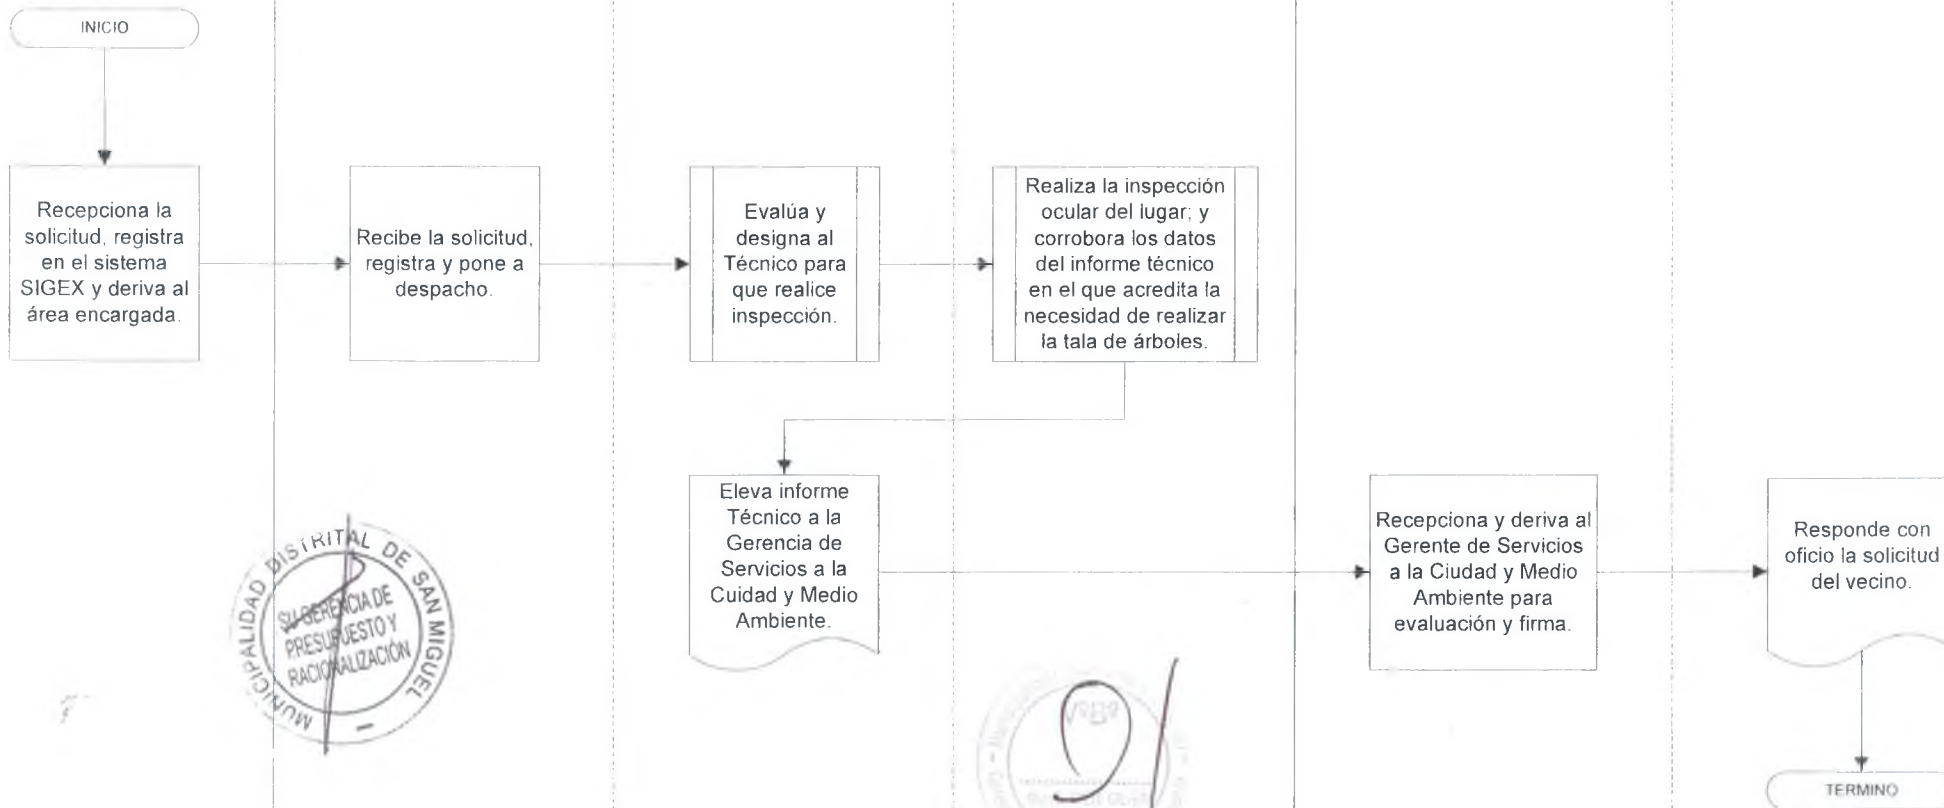 INICIO
Recepciona la
solicitud, registra
en el sistema
SIGEX y deriva al
área encargada.
Recibe la solicitud,
registra y pone a
despacho.
Evalúa y
designa al
Técnico para
que realice
inspección.
Realiza la inspección
ocular del lugar; y
corrobora los datos
del informe técnico
en el que acredita la
necesidad de realizar
la tala de árboles.
Eleva informe
Técnico a la
Gerencia de
Servicios a la
Cuidad y Medio
Ambiente.
Recepciona y deriva al
Gerente de Servicios
a la Ciudad y Medio
Ambiente para
evaluación y firma.
Responde con
oficio la solicitud
del vecino.
TERMINO
MUNICIPALIDAD DISTRITAL DE SAN MIGUEL
SUGERENCIA DE
PRESUPUESTO Y
RACIONALIZACIÓN
VºBº